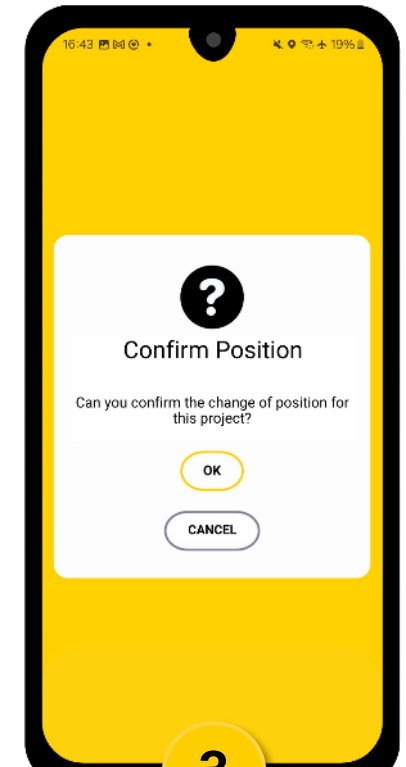 16:43 19%
?
Confirm Position
Can you confirm the change of position for
this project?
OK
CANCEL